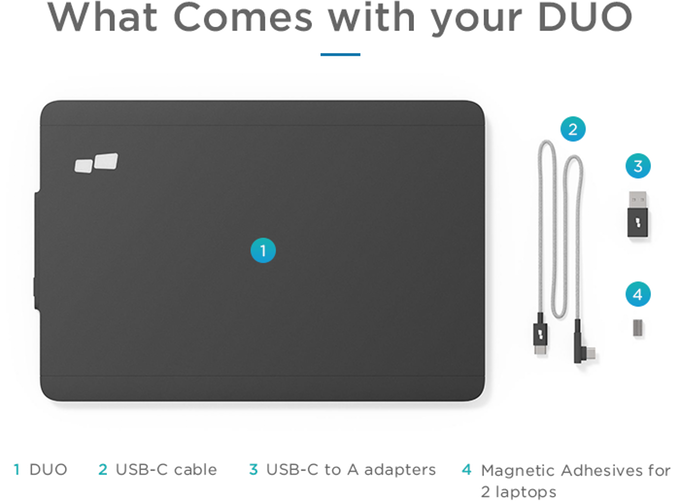 What Comes with your DUO
1
2
3
4
1 DUO
2 USB-C cable
3 USB-C to A adapters
4 Magnetic Adhesives for
2 laptops